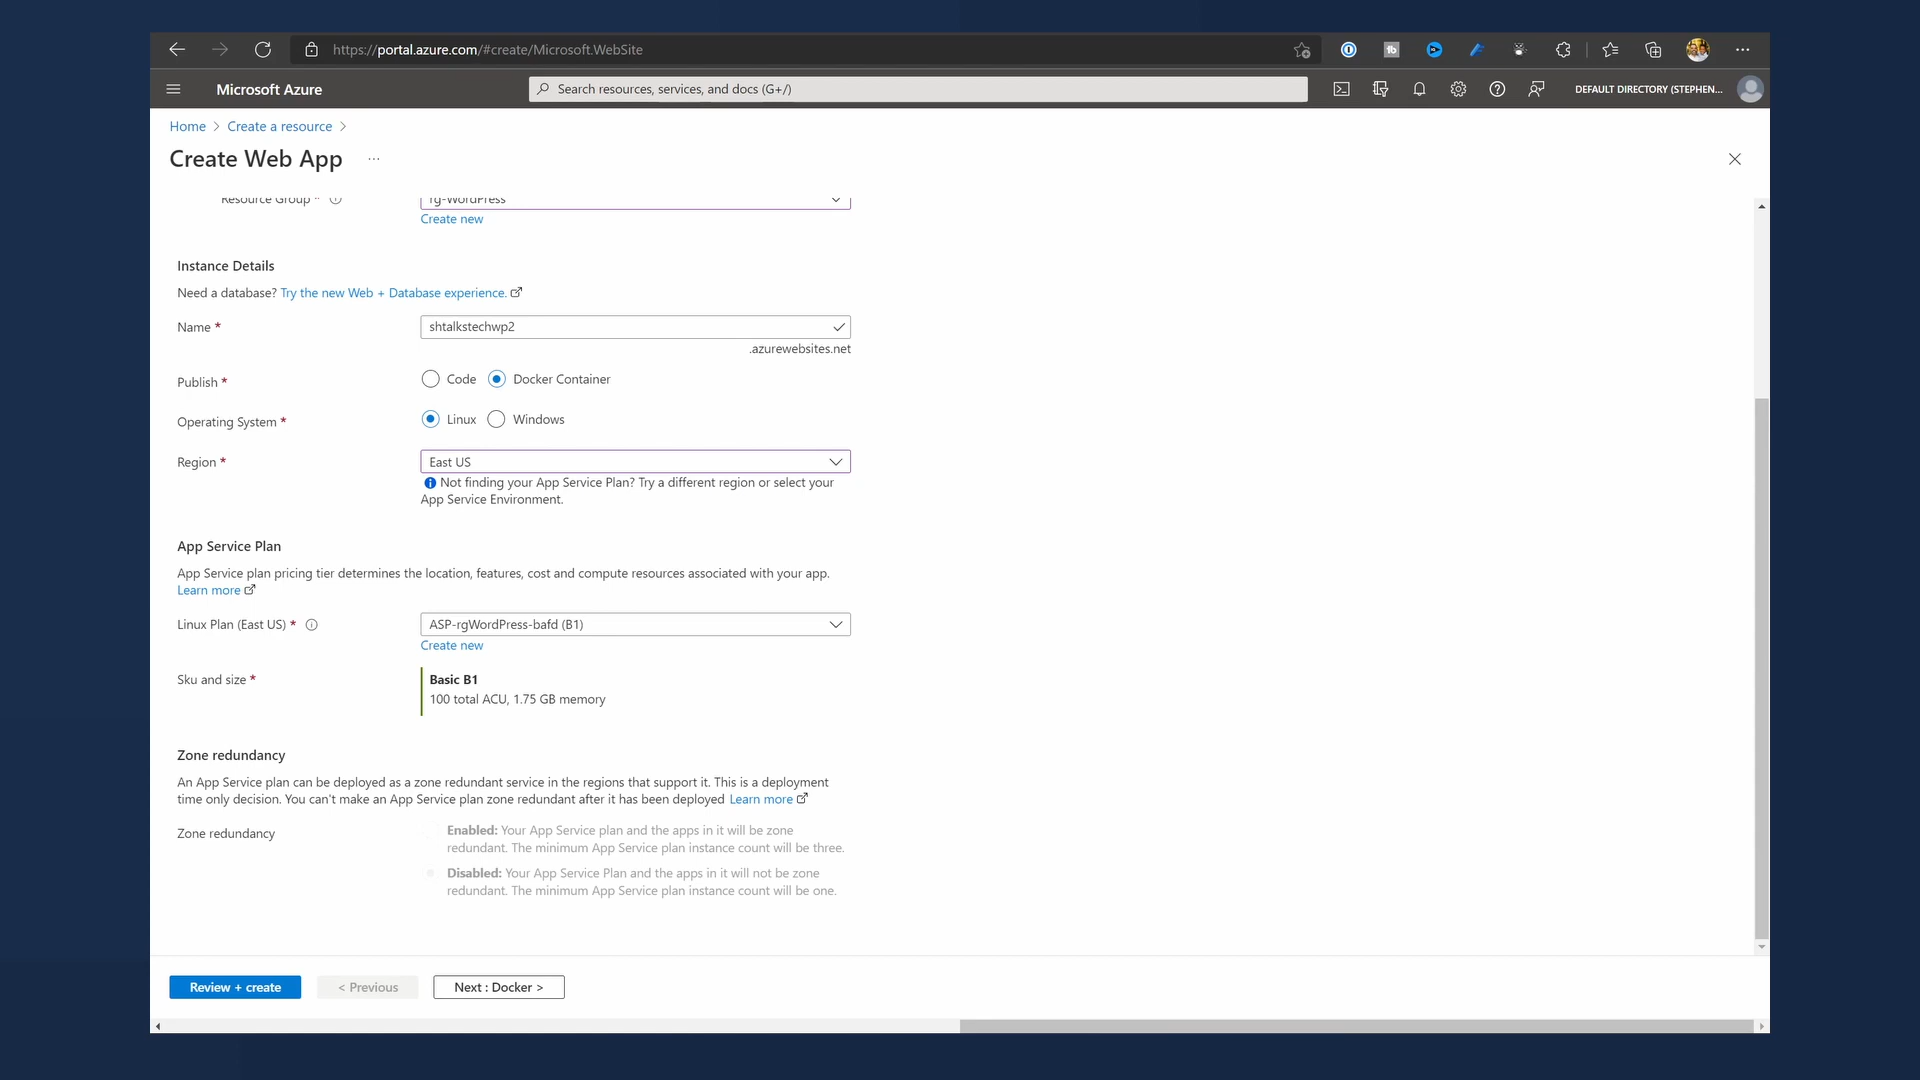 https://portal.azure.com/#create/Microsoft.WebSite
Microsoft Azure
Search resources, services, and docs (G+/)
DEFAULT DIRECTORY (STEPHEN...
Home > Create a resource >
Create Web App ...
Resource Group *
rg-WordPress
Create new
Instance Details
Need a database? Try the new Web + Database experience.
Name *
shtalkstechwp2
.azurewebsites.net
Publish *
Code
Docker Container
Operating System *
Linux
Windows
Region *
East US
Not finding your App Service Plan? Try a different region or select your
App Service Environment.
App Service Plan
App Service plan pricing tier determines the location, features, cost and compute resources associated with your app.
Learn more
Linux Plan (East US) *
ASP-rgWordPress-bafd (B1)
Create new
Sku and size *
Basic B1
100 total ACU, 1.75 GB memory
Zone redundancy
An App Service plan can be deployed as a zone redundant service in the regions that support it. This is a deployment
time only decision. You can't make an App Service plan zone redundant after it has been deployed Learn more
Zone redundancy
Enabled: Your App Service plan and the apps in it will be zone
redundant. The minimum App Service plan instance count will be three.
Disabled: Your App Service Plan and the apps in it will not be zone
redundant. The minimum App Service plan instance count will be one.
Review + create
< Previous
Next : Docker >